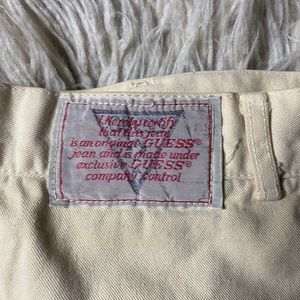 I Hereby certify
that this jean
is an original GUESS®
jean and is made under
exclusive GUESS®
company control